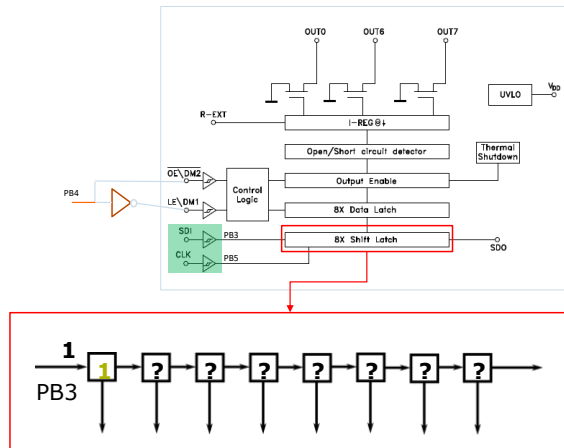 OUT0 OUT6 OUT7
UVLO
VDD
R-EXT
I-REG@↓
Open/Short circuit detector
Thermal
Shutdown
OE\DM2
PB4
Control
Logic
Output Enable
LE\DM1
8X Data Latch
SDI
PB3
8X Shift Latch
SDO
CLK
PB5
1
1 ? ? ? ? ? ? ?
PB3